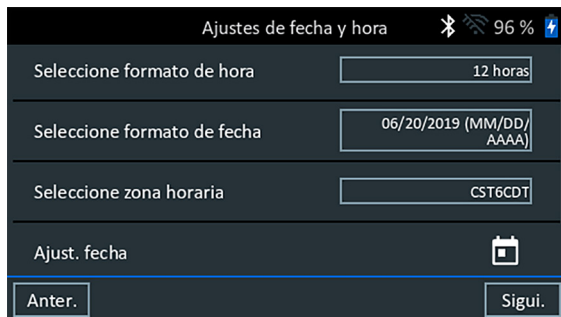 Ajustes de fecha y hora 96 %
Seleccione formato de hora 12 horas
Seleccione formato de fecha 06/20/2019 (MM/DD/
AAAA)
Seleccione zona horaria CST6CDT
Ajust. fecha
Anter. Sigui.